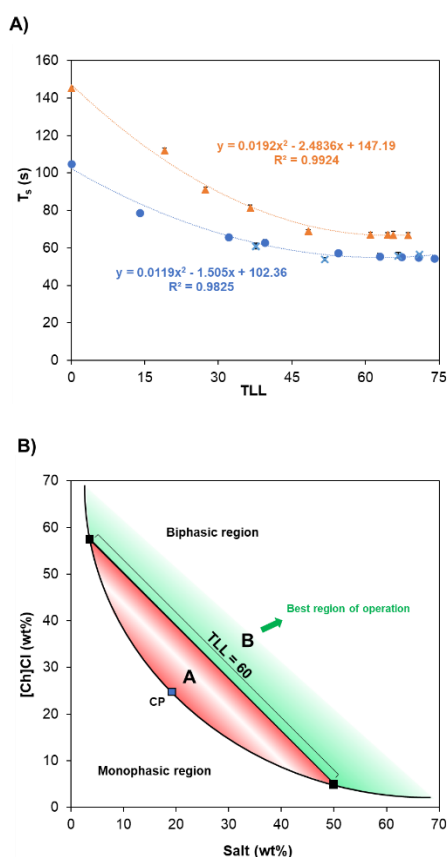 A)
160
140
120
100
80
60
40
20
0
Ts (s)
y = 0.0192x² - 2.4836x + 147.19
R² = 0.9924
y = 0.0119x² - 1.505x + 102.36
R² = 0.9825
0 15 30 45 60 75
TLL
B)
70
60
50
40
30
20
10
0
[Ch]Cl (wt%)
Biphasic region
Best region of operation
B
TLL = 60
A
CP
Monophasic region
0 10 20 30 40 50 60 70
Salt (wt%)